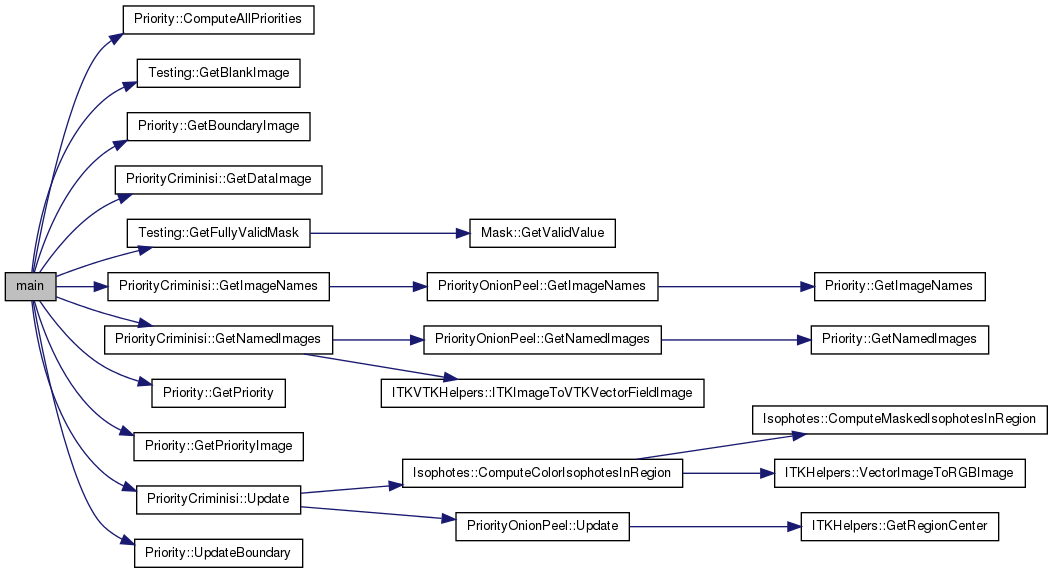 Priority::ComputeAllPriorities
Testing::GetBlankImage
Priority::GetBoundaryImage
PriorityCriminisi::GetDataImage
Testing::GetFullyValidMask
Mask::GetValidValue
main
PriorityCriminisi::GetImageNames
PriorityOnionPeel::GetImageNames
Priority::GetImageNames
PriorityCriminisi::GetNamedImages
PriorityOnionPeel::GetNamedImages
Priority::GetNamedImages
Priority::GetPriority
ITKVTKHelpers::ITKImageToVTKVectorFieldImage
Isophotes::ComputeMaskedIsophotesInRegion
Priority::GetPriorityImage
Isophotes::ComputeColorIsophotesInRegion
ITKHelpers::VectorImageToRGBImage
PriorityCriminisi::Update
PriorityOnionPeel::Update
ITKHelpers::GetRegionCenter
Priority::UpdateBoundary